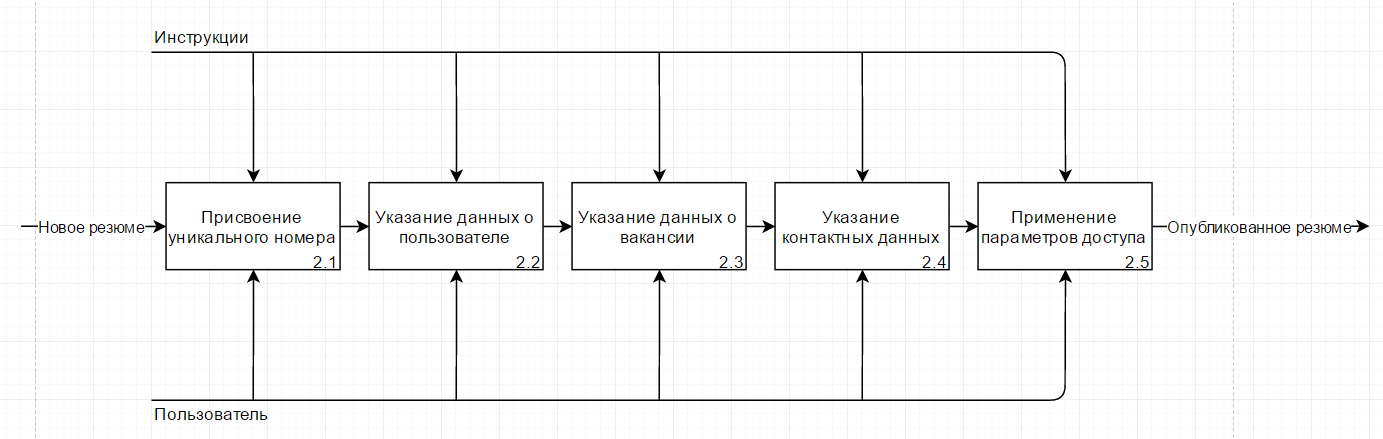 Инструкции
Новое резюме
Присвоение
уникального номера
2.1
Указание данных о
пользователе
2.2
Указание данных о
вакансии
2.3
Указание
контактных данных
2.4
Применение
параметров доступа
2.5
Опубликованное резюме
Пользователь